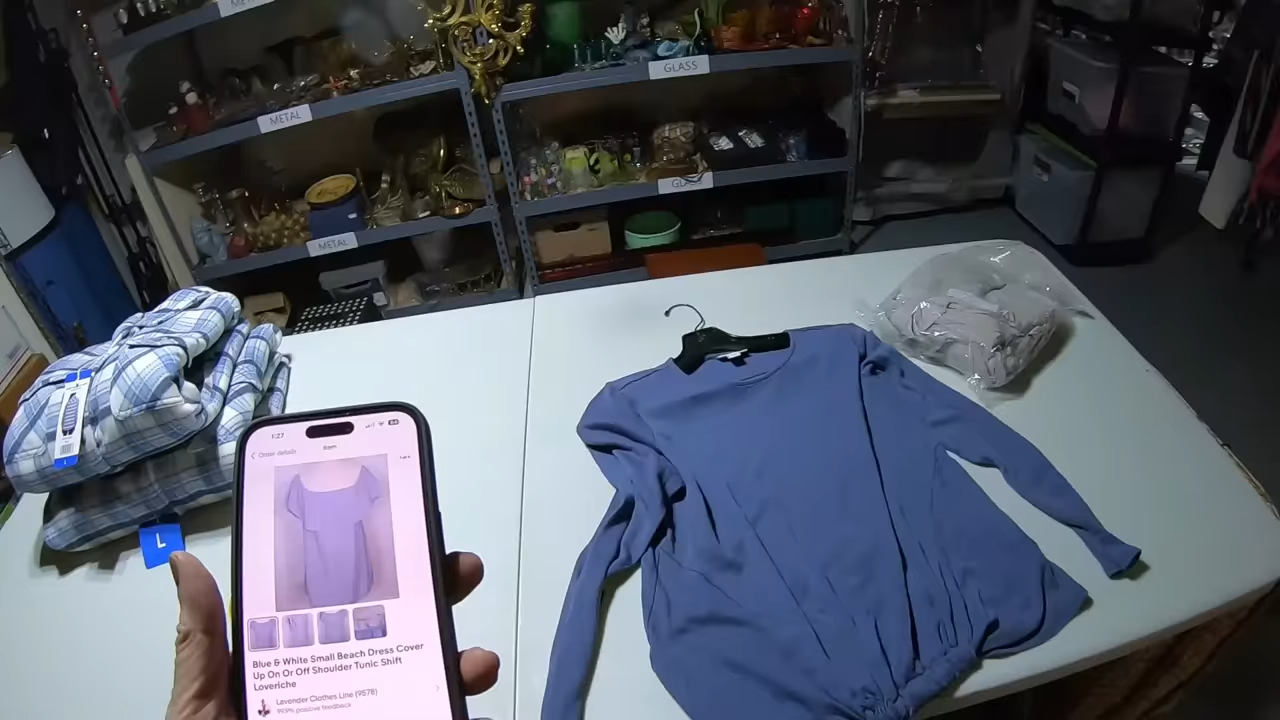 METAL
GLASS
METAL
GLASS
METAL
L
1:27
Order details
Item
Blue & White Small Beach Dress Cover
Up On Or Off Shoulder Tunic Shift
Loveriche
Lavender Clothes Line (9578)
99.9% positive feedback